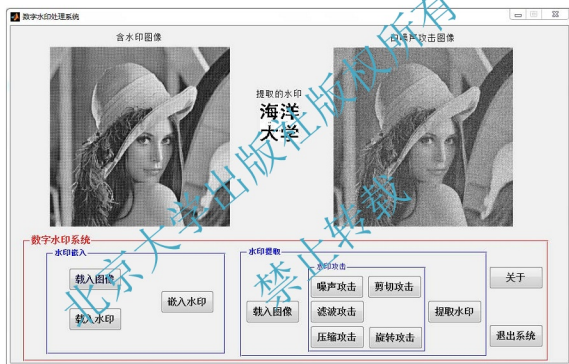 数字水印处理系统
含水印图像
白噪声攻击图像
提取的水印
海洋
大学
数字水印系统
水印嵌入
载入图像
载入水印
嵌入水印
水印提取
载入图像
水印攻击
噪声攻击
剪切攻击
滤波攻击
压缩攻击
旋转攻击
提取水印
关于
退出系统
北京大学出版社版权所有
禁止转载